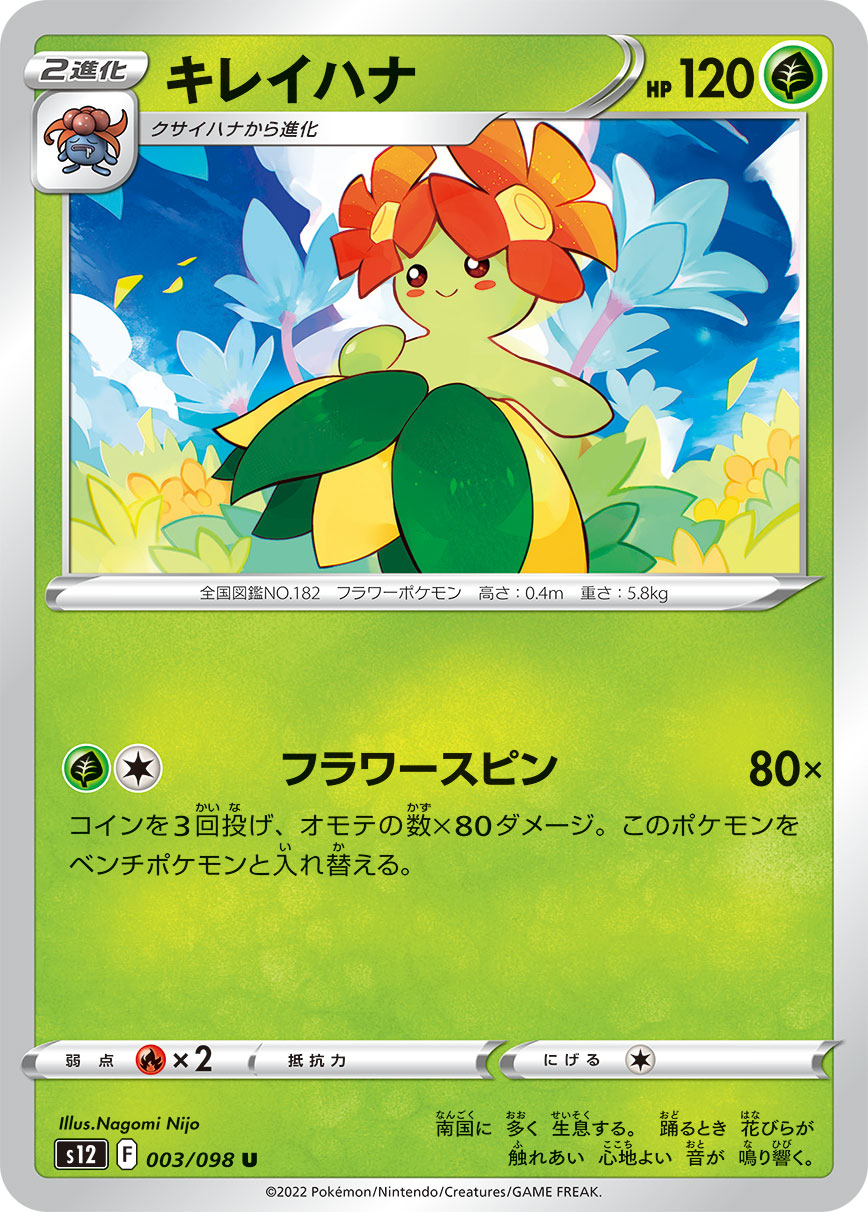 2進化
キレイハナ
HP 120
クサイハナから進化
全国図鑑NO.182 フラワーポケモン 高さ:0.4m 重さ:5.8kg
フラワースピン 80×
コインを3回投げ、オモテの数×80ダメージ。このポケモンを
ベンチポケモンと入れ替える。
弱点 ×2 抵抗力 にげる
Illus.Nagomi Nijo
南国に 多く 生息する。 踊るとき 花びらが
触れあい 心地よい 音が 鳴り響く。
s12 F 003/098 U
©2022 Pokémon/Nintendo/Creatures/GAME FREAK.